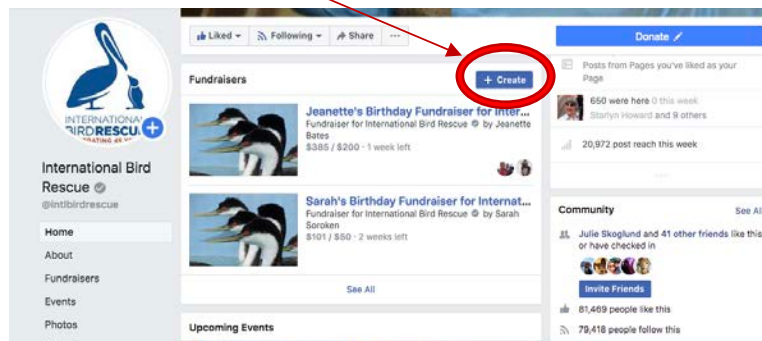 INTERNATIONAL
BIRDRESCU
International Bird
Rescue
@intlbirdrescue
Home
About
Fundraisers
Events
Photos
Liked
Following
Share
···
Fundraisers
+ Create
Jeanette's Birthday Fundraiser for Inter...
Fundraiser for International Bird Rescue by Jeanette
Bates
$385 / $200 · 1 week left
Sarah's Birthday Fundraiser for Internat...
Fundraiser for International Bird Rescue by Sarah
Soroken
$101 / $50 · 2 weeks left
See All
Upcoming Events
Donate
Posts from Pages you've liked as your
Page
650 were here 0 this week
Starlyn Howard and 9 others
20,972 post reach this week
Community
See All
Julie Skoglund and 41 other friends like this
or have checked in
Invite Friends
81,469 people like this
79,418 people follow this